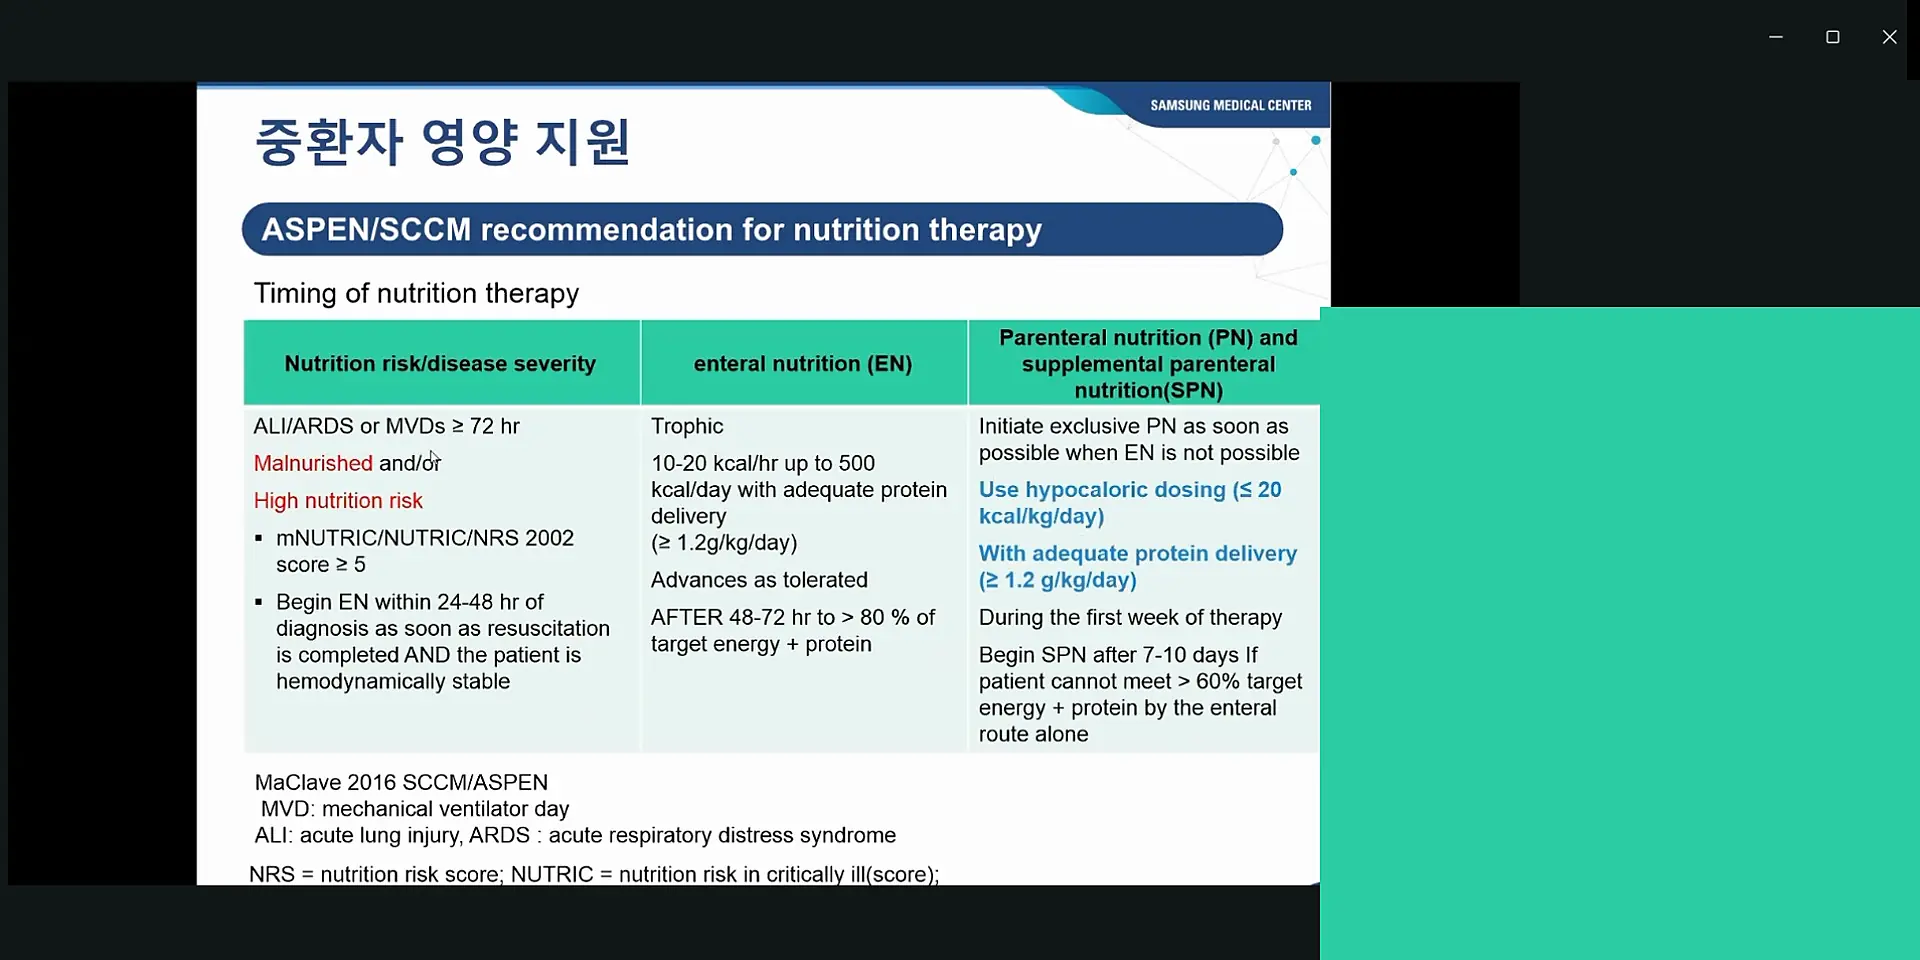 SAMSUNG MEDICAL CENTER
중환자 영양 지원
ASPEN/SCCM recommendation for nutrition therapy
Timing of nutrition therapy
Nutrition risk/disease severity
enteral nutrition (EN)
Parenteral nutrition (PN) and
supplemental parenteral
nutrition(SPN)
ALI/ARDS or MVDs ≥ 72 hr
Malnurished and/or
High nutrition risk
▪ mNUTRIC/NUTRIC/NRS 2002
score ≥ 5
▪ Begin EN within 24-48 hr of
diagnosis as soon as resuscitation
is completed AND the patient is
hemodynamically stable
Trophic
10-20 kcal/hr up to 500
kcal/day with adequate protein
delivery
(≥ 1.2g/kg/day)
Advances as tolerated
AFTER 48-72 hr to > 80 % of
target energy + protein
Initiate exclusive PN as soon as
possible when EN is not possible
Use hypocaloric dosing (≤ 20
kcal/kg/day)
With adequate protein delivery
(≥ 1.2 g/kg/day)
During the first week of therapy
Begin SPN after 7-10 days If
patient cannot meet > 60% target
energy + protein by the enteral
route alone
MaClave 2016 SCCM/ASPEN
MVD: mechanical ventilator day
ALI: acute lung injury, ARDS : acute respiratory distress syndrome
NRS = nutrition risk score; NUTRIC = nutrition risk in critically ill(score);